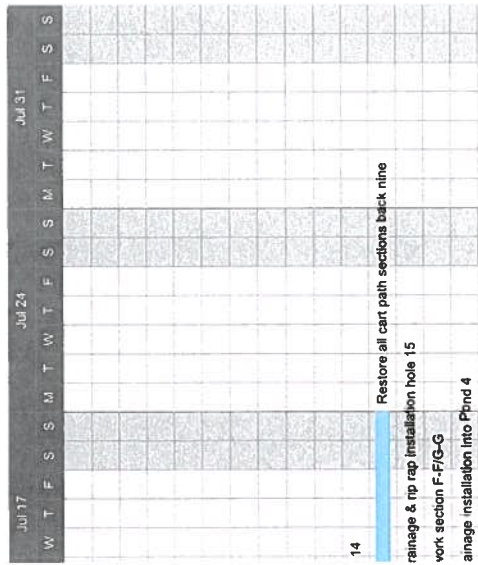 Jul 17 Jul 24 Jul 31
W T F S S M T W T F S S M T W T F S S
14
Restore all cart path sections back nine
rainage & rip rap installation hole 15
vork section F-F/G-G
ainage installation into Pond 4